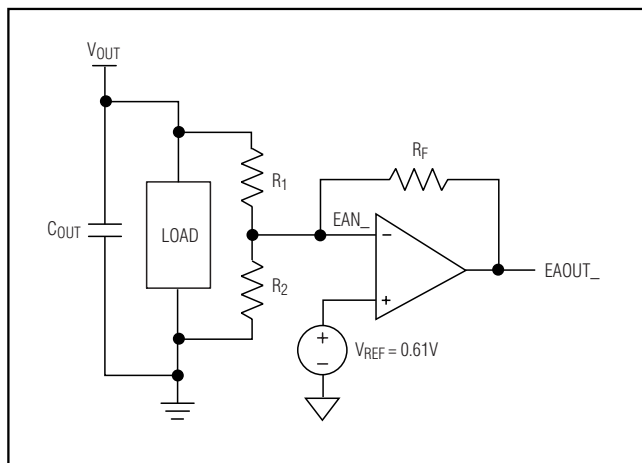 VOUT
RF
R1
EAN_
COUT
LOAD
EAOUT_
R2
VREF = 0.61V